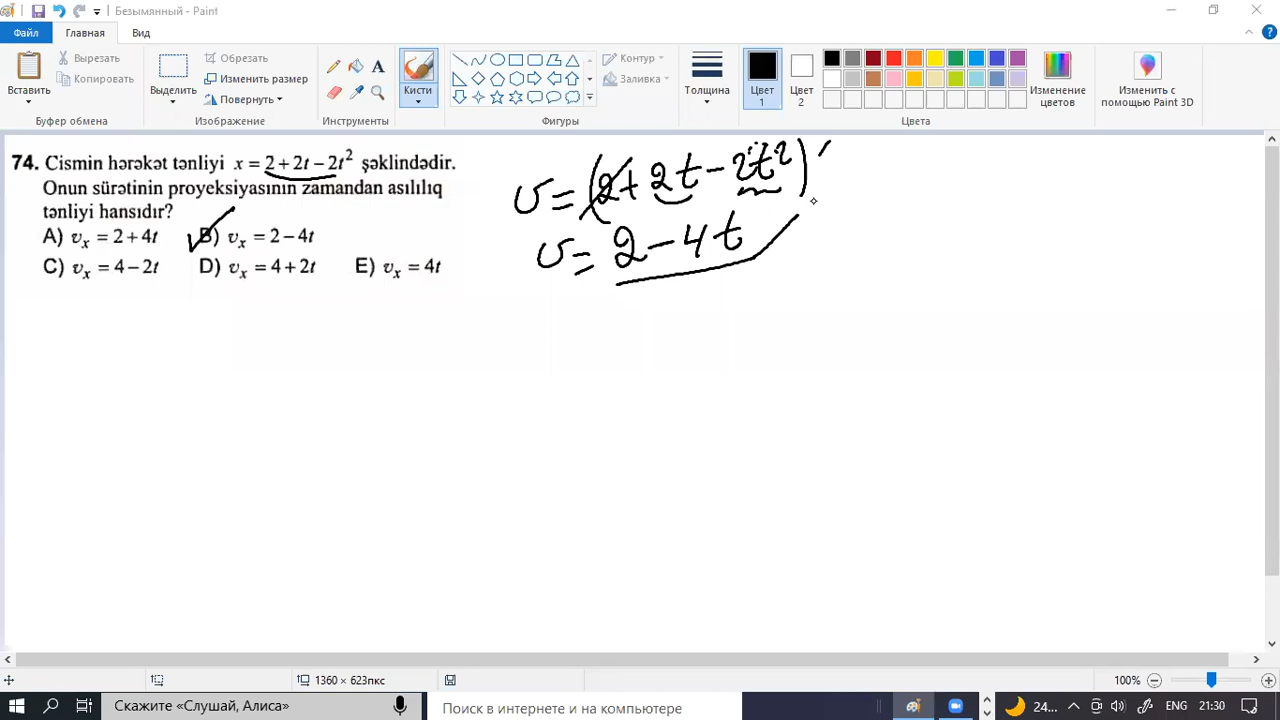 Безымянный - Paint
Файл Главная Вид
Вставить
Вырезать
Копировать
Буфер обмена
Выделить
Обрезать
Изменить размер
Повернуть
Изображение
A
Инструменты
Кисти
Контур
Заливка
Фигуры
Толщина
Цвет 1
Цвет 2
Цвета
Изменение цветов
Изменить с помощью Paint 3D
74. Cismin hərəkət tənliyi x = 2 + 2t − 2t² şəklindədir.
Onun sürətinin proyeksiyasının zamandan asılılıq
tənliyi hansıdır?
A) vₓ = 2 + 4t B) vₓ = 2 − 4t
C) vₓ = 4 − 2t D) vₓ = 4 + 2t E) vₓ = 4t
v = (2 + 2t − 2t²)′
v = 2 − 4t
1360 × 623пкс 100%
Скажите «Слушай, Алиса» Поиск в интернете и на компьютере 24... ENG 21:30